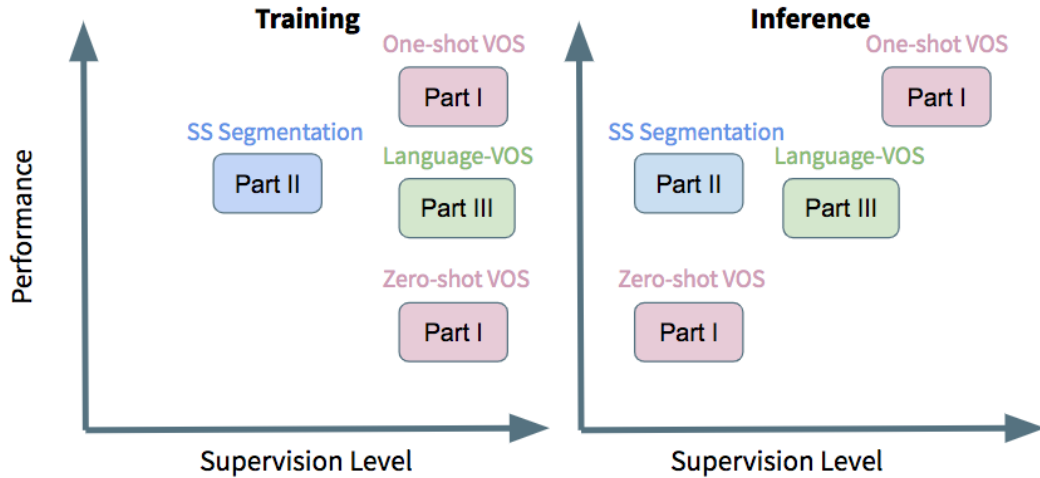 Training
One-shot VOS
Part I
SS Segmentation
Part II
Language-VOS
Part III
Zero-shot VOS
Part I
Performance
Supervision Level
Inference
One-shot VOS
Part I
SS Segmentation
Part II
Language-VOS
Part III
Zero-shot VOS
Part I
Supervision Level